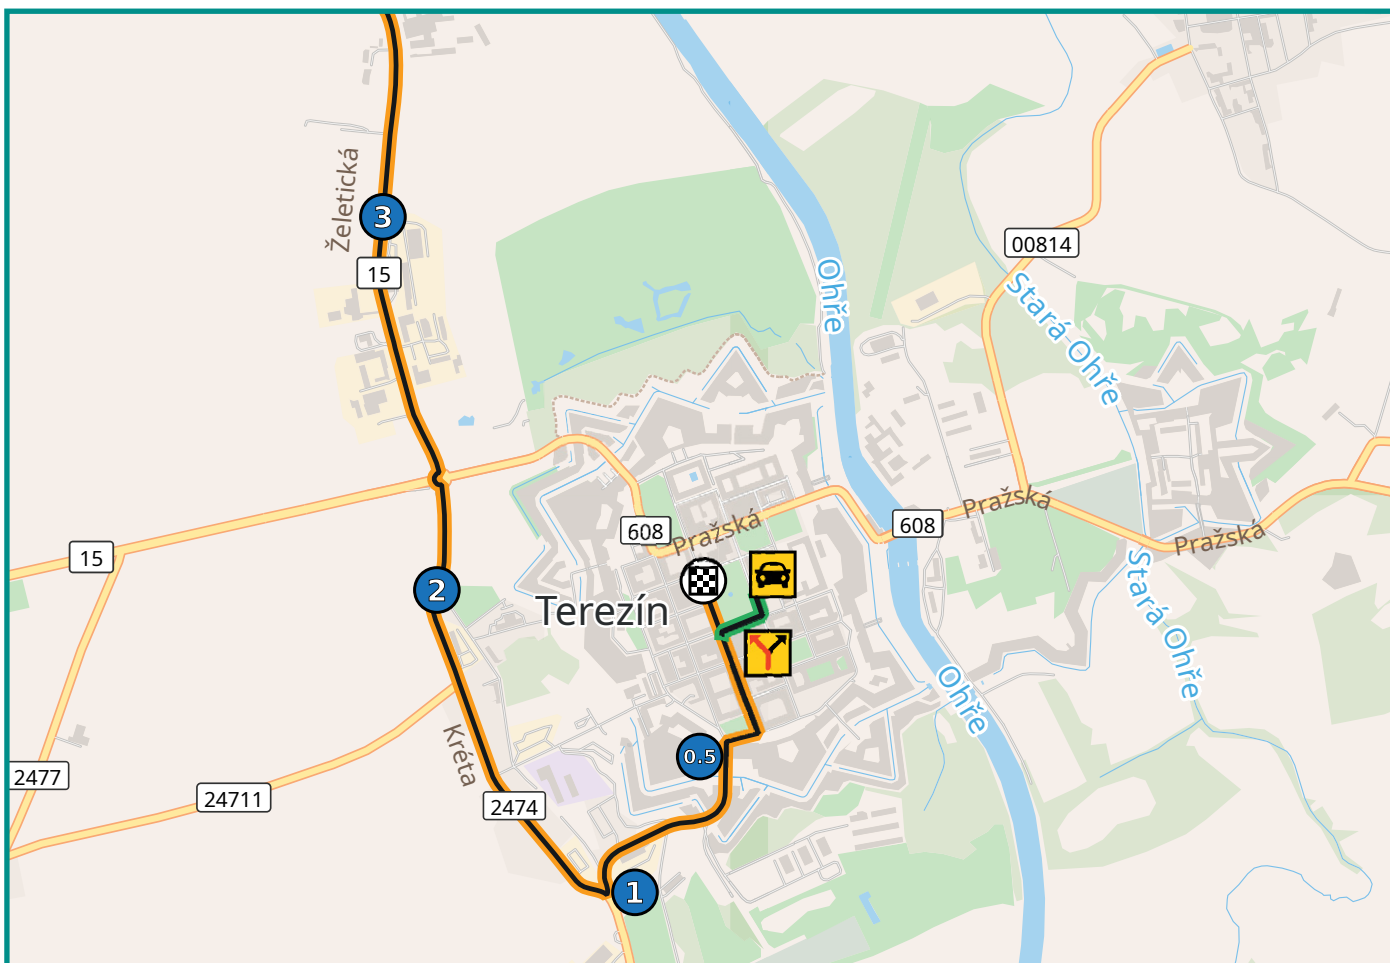 Želetická
3
15
Ohře
00814
Stará Ohře
15
608
Pražská
608
Pražská
Pražská
2
Terezín
Stará Ohře
Ohře
Kréta
0.5
2477
24711
2474
1